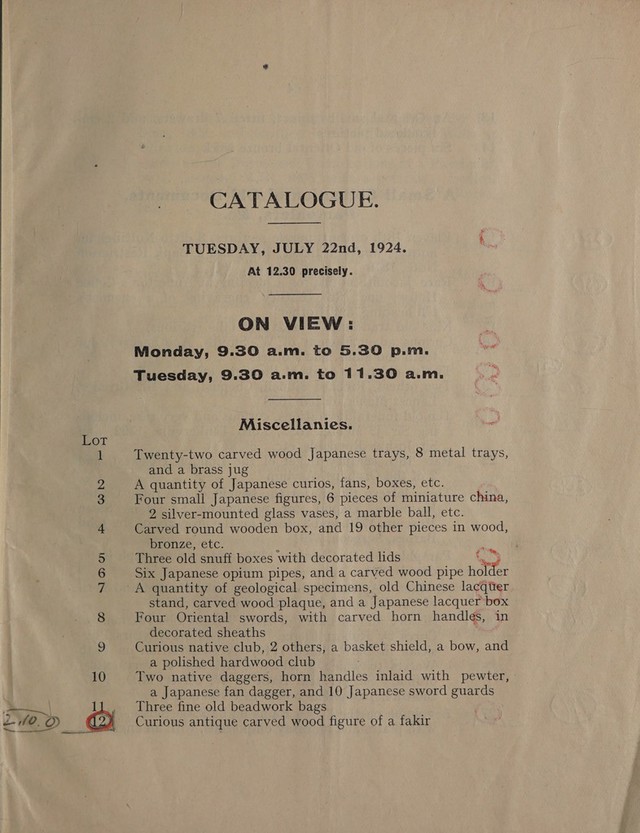 CATALOGUE.
TUESDAY, JULY 22nd, 1924.
At 12.30 precisely.
ON VIEW:
Monday, 9.30 a.m. to 5.30 p.m.
Tuesday, 9.30 a.m. to 11.30 a.m.
Miscellanies.
LOT
1 Twenty-two carved wood Japanese trays, 8 metal trays,
and a brass jug
2 A quantity of Japanese curios, fans, boxes, etc.
3 Four small Japanese figures, 6 pieces of miniature china,
2 silver-mounted glass vases, a marble ball, etc.
4 Carved round wooden box, and 19 other pieces in wood,
bronze, etc.
5 Three old snuff boxes with decorated lids
6 Six Japanese opium pipes, and a carved wood pipe holder
7 A quantity of geological specimens, old Chinese lacquer
stand, carved wood plaque, and a Japanese lacquer box
8 Four Oriental swords, with carved horn handles, in
decorated sheaths
9 Curious native club, 2 others, a basket shield, a bow, and
a polished hardwood club
10 Two native daggers, horn handles inlaid with pewter,
a Japanese fan dagger, and 10 Japanese sword guards
11 Three fine old beadwork bags
12 Curious antique carved wood figure of a fakir